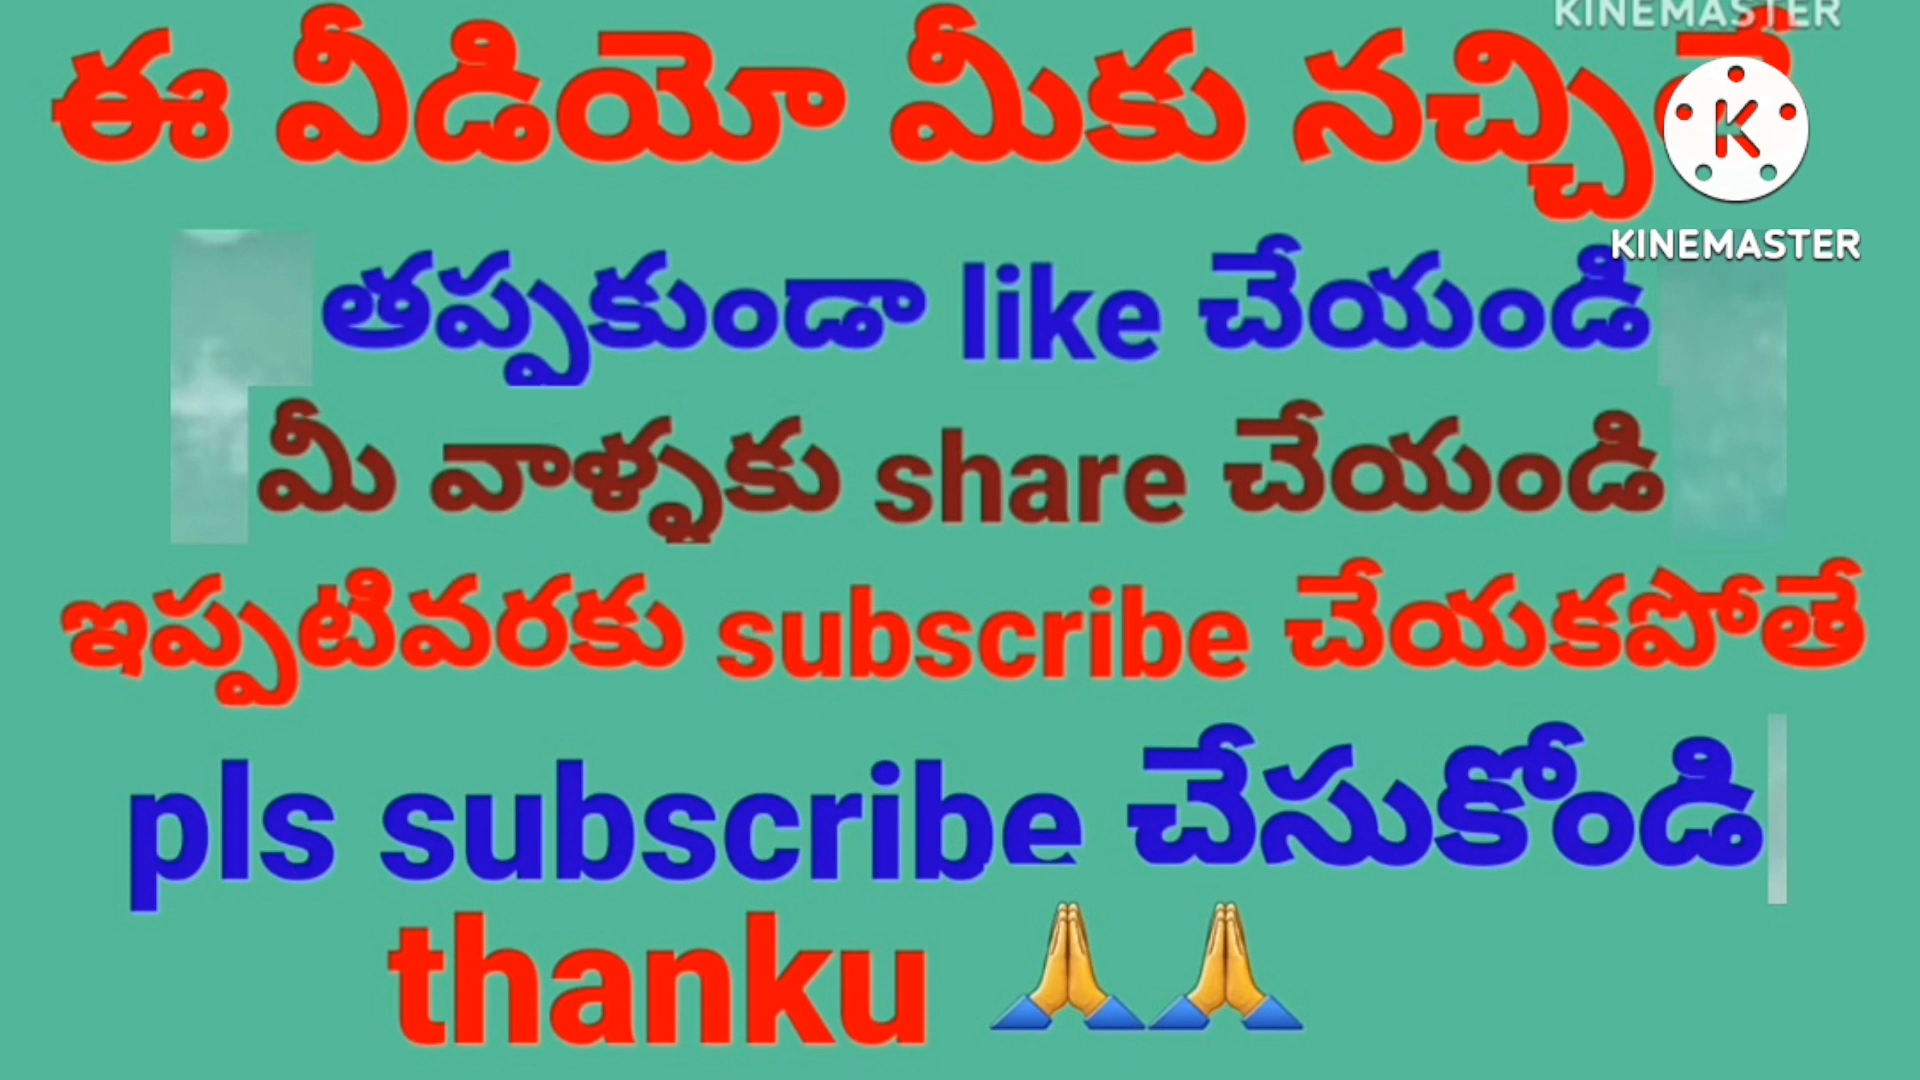 KINEMASTER
ఈ వీడియో మీకు నచ్చితే
KINEMASTER
తప్పకుండా like చేయండి
మీ వాళ్ళకు share చేయండి
ఇప్పటివరకు subscribe చేయకపోతే
pls subscribe చేసుకోండి
thanku 🙏🙏